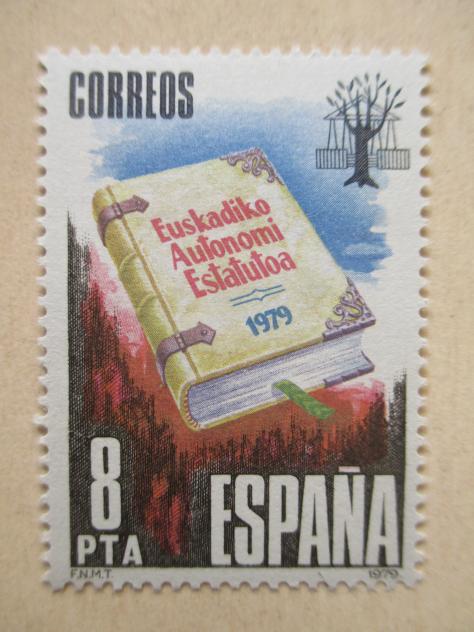 CORREOS
Euskadiko
Autonomi
Estatutoa
1979
8
PTA
ESPAÑA
F.N.M.T.
1979